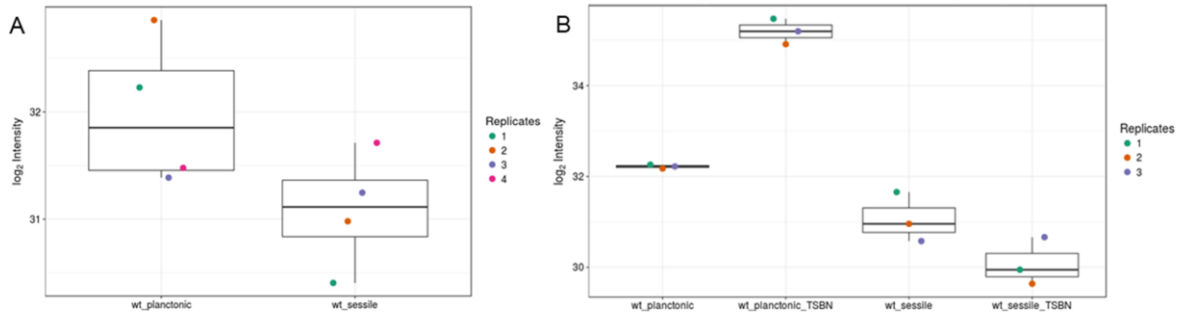 A
log2 Intensity
32
31
wt_planctonic
wt_sessile
Replicates
1
2
3
4
B
log2 Intensity
34
32
30
wt_planctonic
wt_planctonic_TSBN
wt_sessile
wt_sessile_TSBN
Replicates
1
2
3